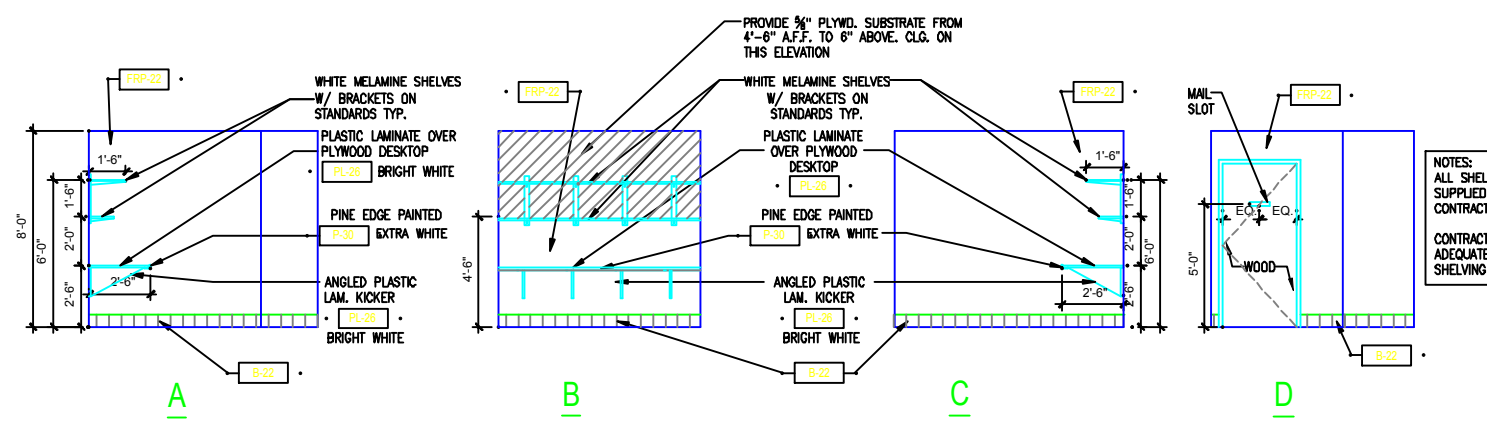 PROVIDE ⅝" PLYWD. SUBSTRATE FROM
4'-6" A.F.F. TO 6" ABOVE. CLG. ON
THIS ELEVATION
FRP-22
WHITE MELAMINE SHELVES
W/ BRACKETS ON
STANDARDS TYP.
PLASTIC LAMINATE OVER
PLYWOOD DESKTOP
PL-28
BRIGHT WHITE
PINE EDGE PAINTED
P-30
EXTRA WHITE
ANGLED PLASTIC
LAM. KICKER
PL-28
BRIGHT WHITE
8'-0"
6'-0"
1'-6"
1'-6"
2'-0"
2'-6"
2'-6"
B-22
A
FRP-22
WHITE MELAMINE SHELVES
W/ BRACKETS ON
STANDARDS TYP.
PLASTIC LAMINATE
OVER PLYWOOD
DESKTOP
PL-28
PINE EDGE PAINTED
P-30
EXTRA WHITE
ANGLED PLASTIC
LAM. KICKER
PL-28
BRIGHT WHITE
4'-6"
B-22
B
FRP-22
1'-6"
1'-6"
2'-0"
6'-0"
2'-6"
2'-6"
C
MAIL
SLOT
FRP-22
EQ.
EQ.
5'-0"
WOOD
B-22
D
NOTES:
ALL SHEL
SUPPLIED
CONTRACT
CONTRACT
ADEQUATE
SHELVING